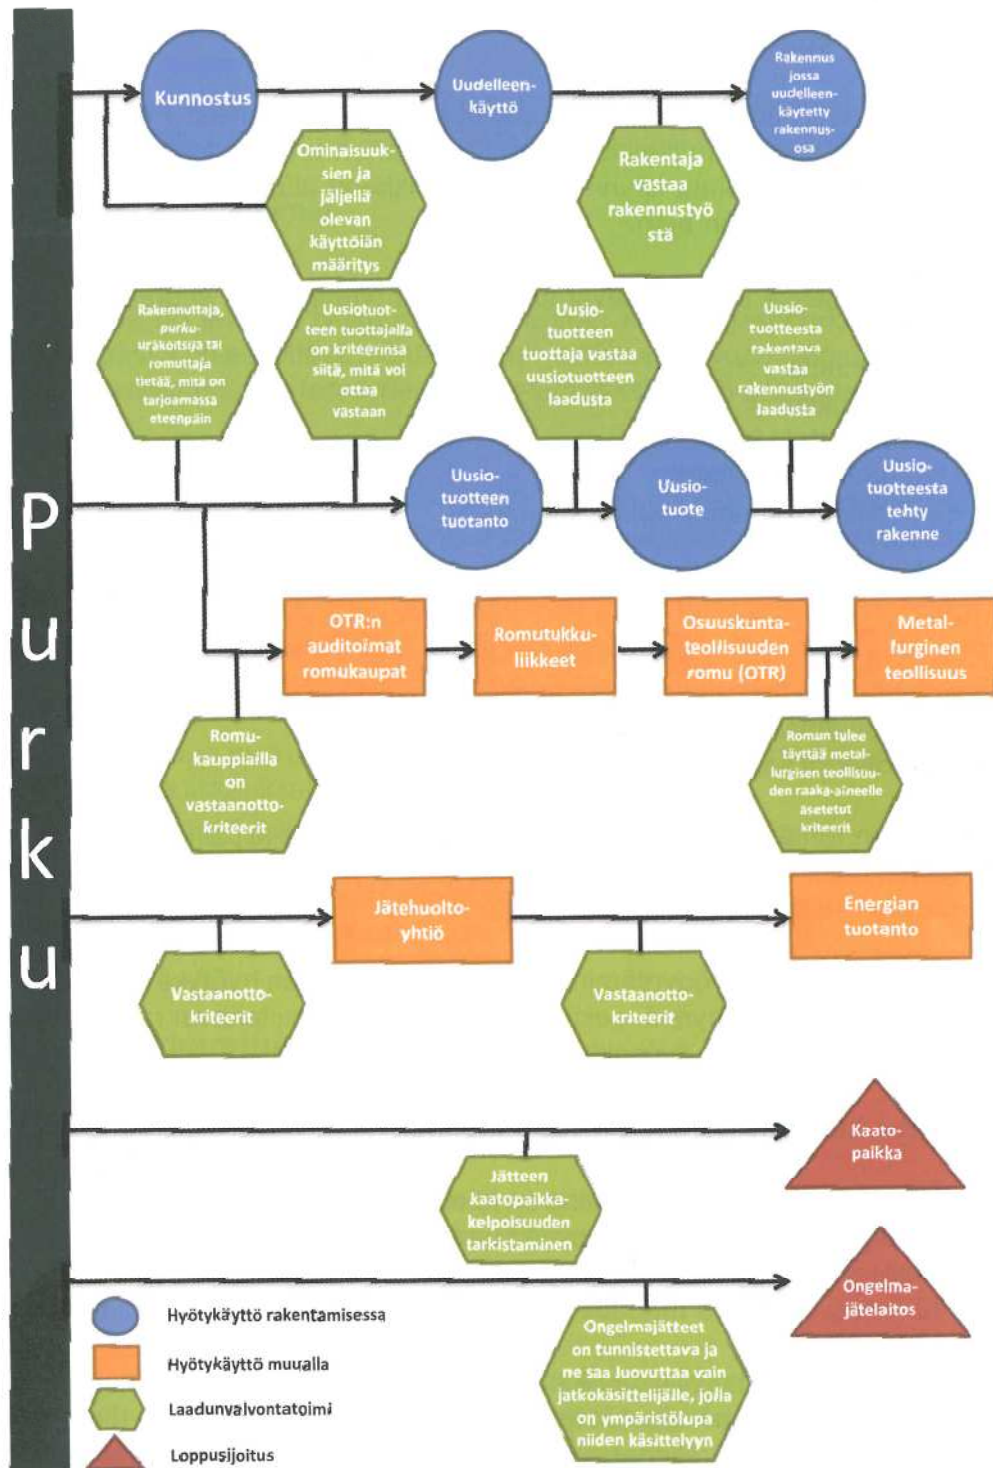 Purku
Kunnostus
Uudelleen-
käyttö
Rakennus
jossa
uudelleen-
käytetty
rakennus-
osa
Ominaisuuk-
sien ja
jäljellä
olevan
käyttöiän
määritys
Rakentaja
vastaa
rakennustyö
stä
Rakennuttaja,
purku-
urakoitsija tai
romuttaja
tietää, mitä on
tarjoamassa
eteenpäin
Uusiotuot-
teen tuottajalla
on kriteerinsä
siitä, mitä voi
ottaa
vastaan
Uusio-
tuotteen
tuottaja vastaa
uusiotuotteen
laadusta
Uusio-
tuotteesta
rakentava
vastaa
rakennustyön
laadusta
Uusio-
tuotteen
tuotanto
Uusio-
tuote
Uusio-
tuotteesta
tehty
rakenne
OTR:n
auditoimat
romukaupat
Romutukku-
liikkeet
Osuuskunta-
teollisuuden
romu (OTR)
Metal-
lurginen
teollisuus
Romu-
kauppiailla
on
vastaanotto-
kriteerit
Romun tulee
täyttää metal-
lurgisen teollisuu-
den raaka-aineelle
asetetut
kriteerit
Jätehuolto-
yhtiö
Energian
tuotanto
Vastaanotto-
kriteerit
Vastaanotto-
kriteerit
Kaato-
paikka
Jätteen
kaatopaikka-
kelpoisuuden
tarkistaminen
Ongelma-
jätelaitos
Ongelmajätteet
on tunnistettava ja
ne saa luovuttaa vain
jatkokäsittelijälle, jolla
on ympäristölupa
niiden käsittelyyn
Hyötykäyttö rakentamisessa
Hyötykäyttö muualla
Laadunvalvontatoimi
Loppusijoitus